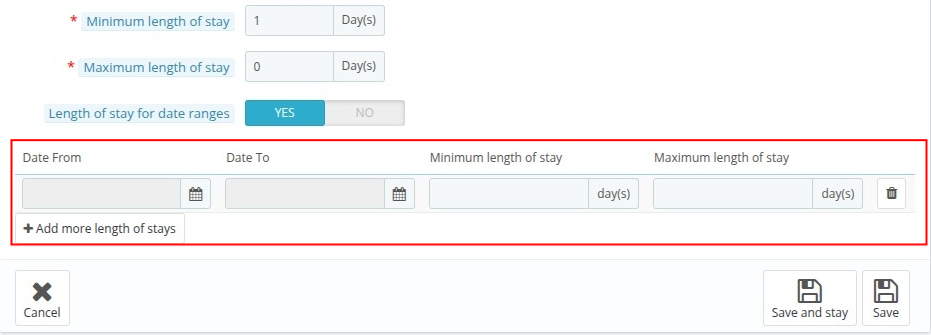 * Minimum length of stay 1 Day(s)
* Maximum length of stay 0 Day(s)
Length of stay for date ranges YES NO
Date From Date To Minimum length of stay Maximum length of stay
day(s) day(s)
+ Add more length of stays
Cancel Save and stay Save